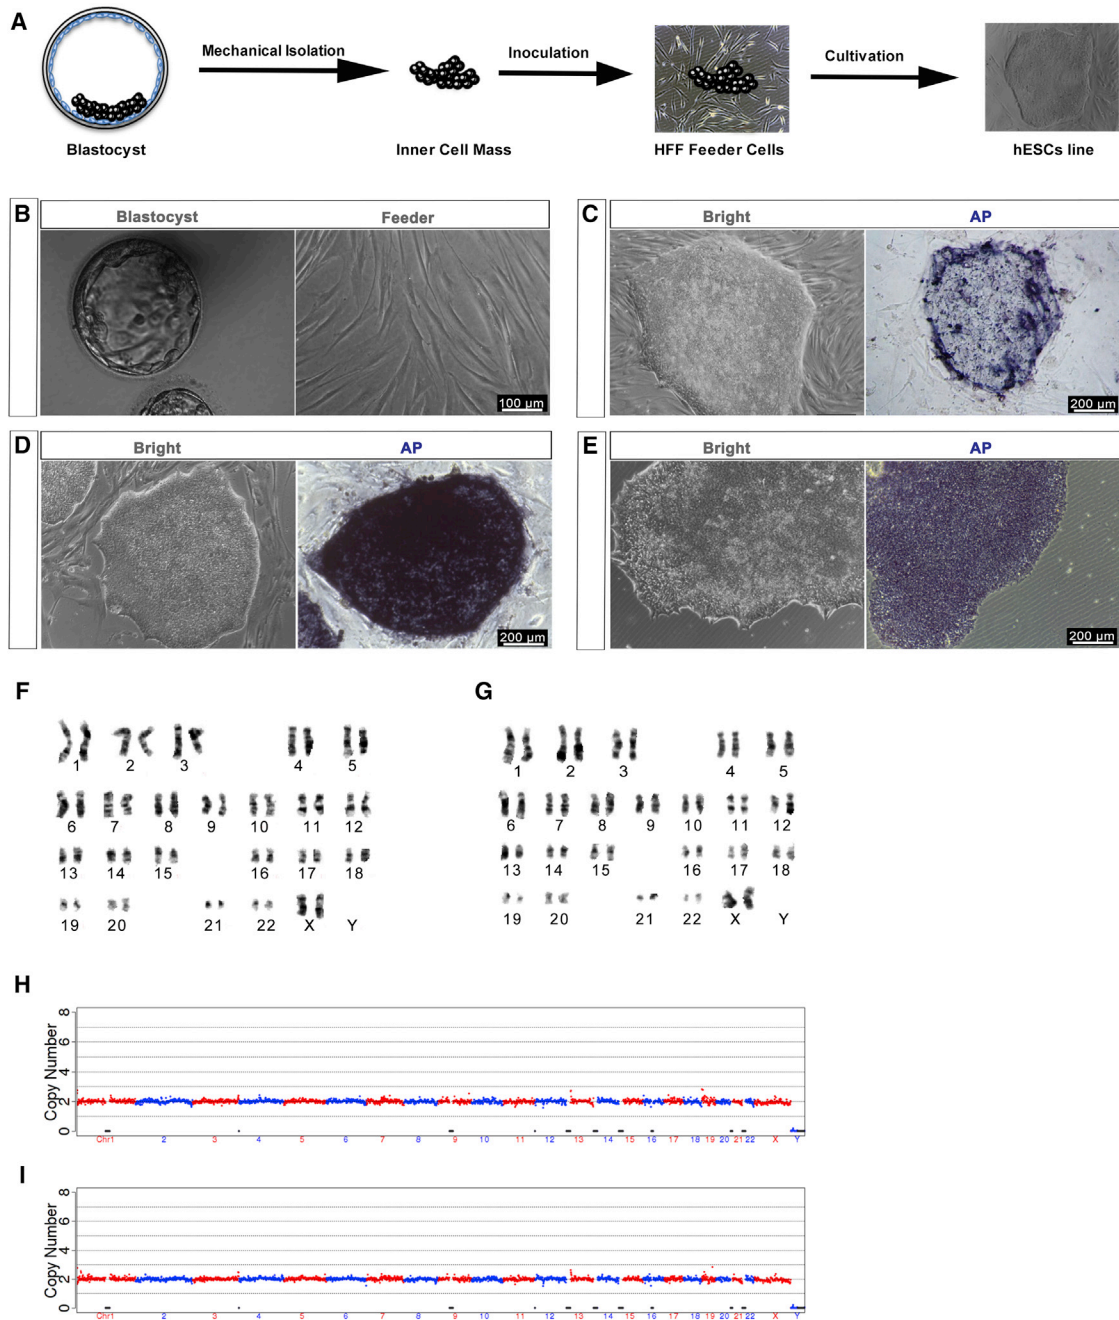 A
Mechanical Isolation
Inoculation
Cultivation
Blastocyst
Inner Cell Mass
HFF Feeder Cells
hESCs line
B
Blastocyst
Feeder
100 µm
C
Bright
AP
200 µm
D
Bright
AP
200 µm
E
Bright
AP
200 µm
F
1 2 3 4 5
6 7 8 9 10 11 12
13 14 15 16 17 18
19 20 21 22 X Y
G
1 2 3 4 5
6 7 8 9 10 11 12
13 14 15 16 17 18
19 20 21 22 X Y
H
Copy Number
8
6
4
2
0
Chr1 2 3 4 5 6 7 8 9 10 11 12 13 14 15 16 17 18 19 20 21 22 X Y
I
Copy Number
8
6
4
2
0
Chr1 2 3 4 5 6 7 8 9 10 11 12 13 14 15 16 17 18 19 20 21 22 X Y